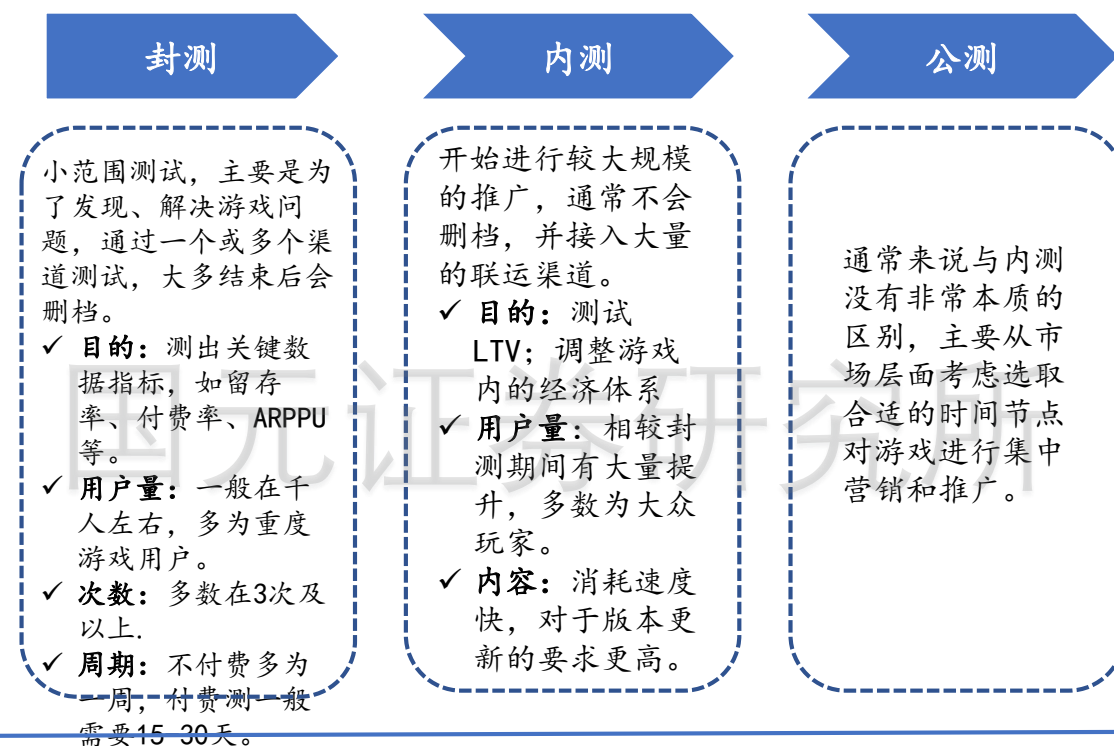 封测
小范围测试，主要是为
了发现、解决游戏问
题，通过一个或多个渠
道测试，大多结束后会
删档。
✓ 目的：测出关键数
据指标，如留存
率、付费率、ARPPU
等。
✓ 用户量：一般在千
人左右，多为重度
游戏用户。
✓ 次数：多数在3次及
以上.
✓ 周期：不付费多为
一周，付费测一般
需要15-30天。
内测
开始进行较大规模
的推广，通常不会
删档，并接入大量
的联运渠道。
✓ 目的：测试
LTV；调整游戏
内的经济体系
✓ 用户量：相较封
测期间有大量提
升，多数为大众
玩家。
✓ 内容：消耗速度
快，对于版本更
新的要求更高。
公测
通常来说与内测
没有非常本质的
区别，主要从市
场层面考虑选取
合适的时间节点
对游戏进行集中
营销和推广。
国元证券研究所